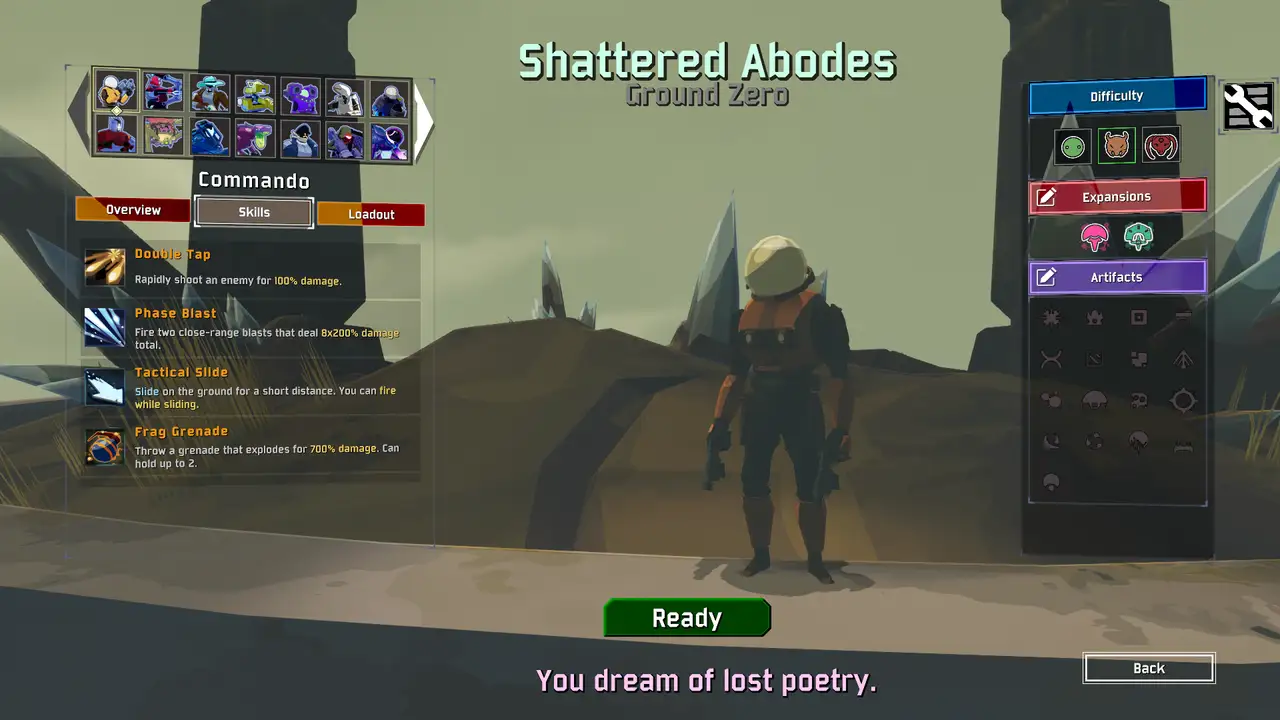 Shattered Abodes
Ground Zero
Commando
Overview
Skills
Loadout
Double Tap
Rapidly shoot an enemy for 100% damage.
Phase Blast
Fire two close-range blasts that deal 8x200% damage
total.
Tactical Slide
Slide on the ground for a short distance. You can fire
while sliding.
Frag Grenade
Throw a grenade that explodes for 700% damage. Can
hold up to 2.
Difficulty
Expansions
Artifacts
Ready
You dream of lost poetry.
Back